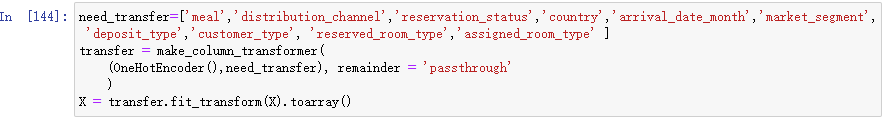 In [144]: need_transfer=['meal','distribution_channel','reservation_status','country','arrival_date_month','market_segment',
'deposit_type','customer_type', 'reserved_room_type','assigned_room_type' ]
transfer = make_column_transformer(
(OneHotEncoder(),need_transfer), remainder = 'passthrough'
)
X = transfer.fit_transform(X).toarray()